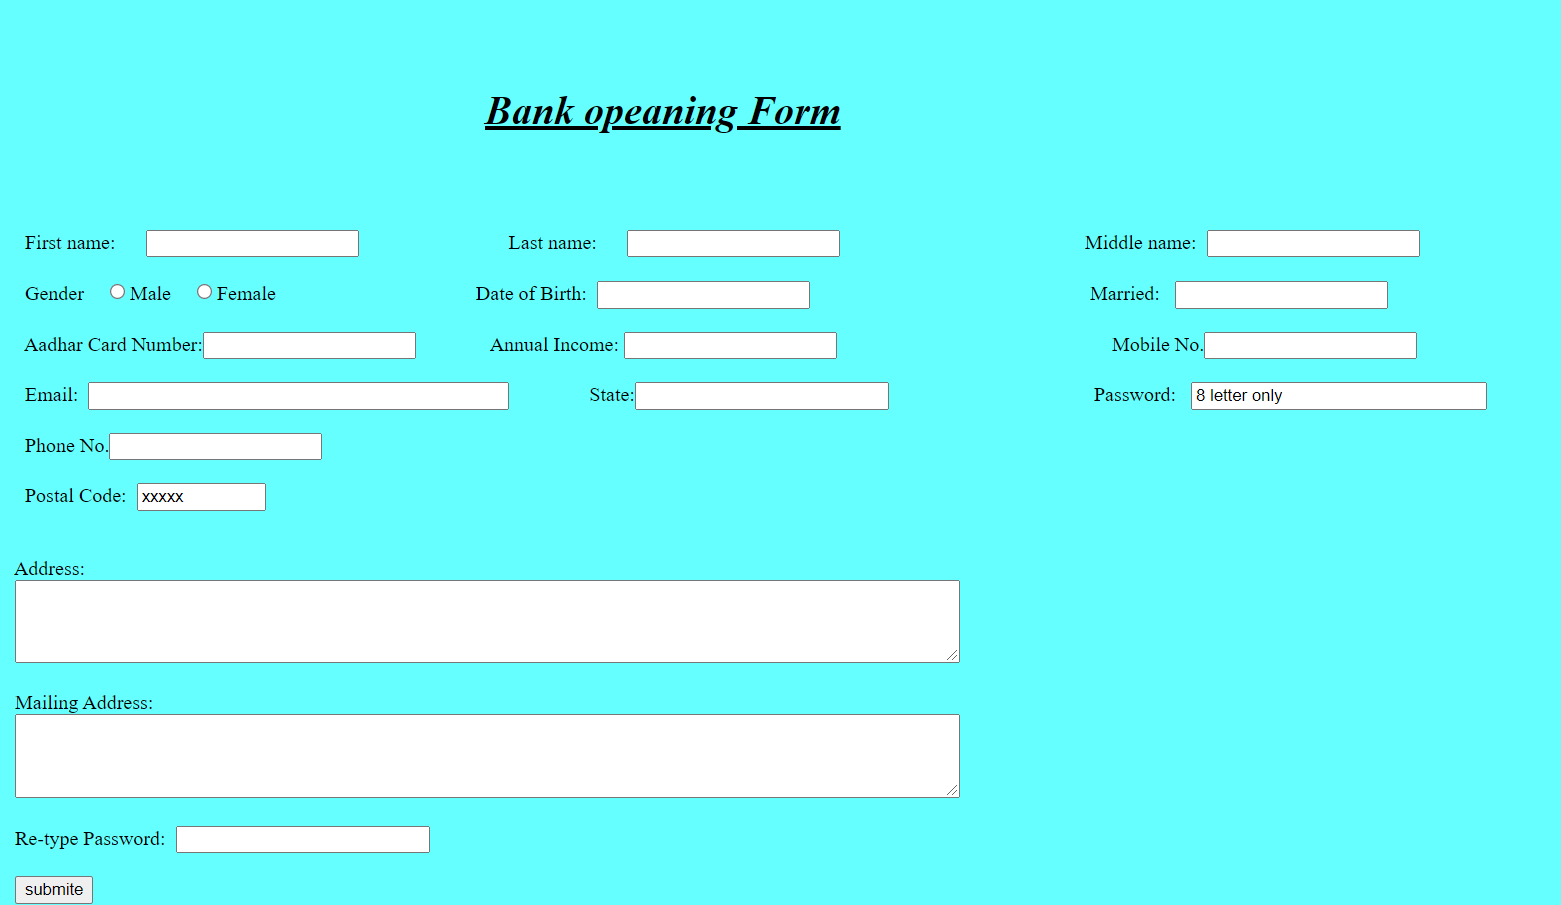 Bank opeaning Form
First name: Last name: Middle name:
Gender Male Female Date of Birth: Married:
Aadhar Card Number: Annual Income: Mobile No.
Email: State: Password: 8 letter only
Phone No.
Postal Code: xxxxx
Address:
Mailing Address:
Re-type Password:
submite